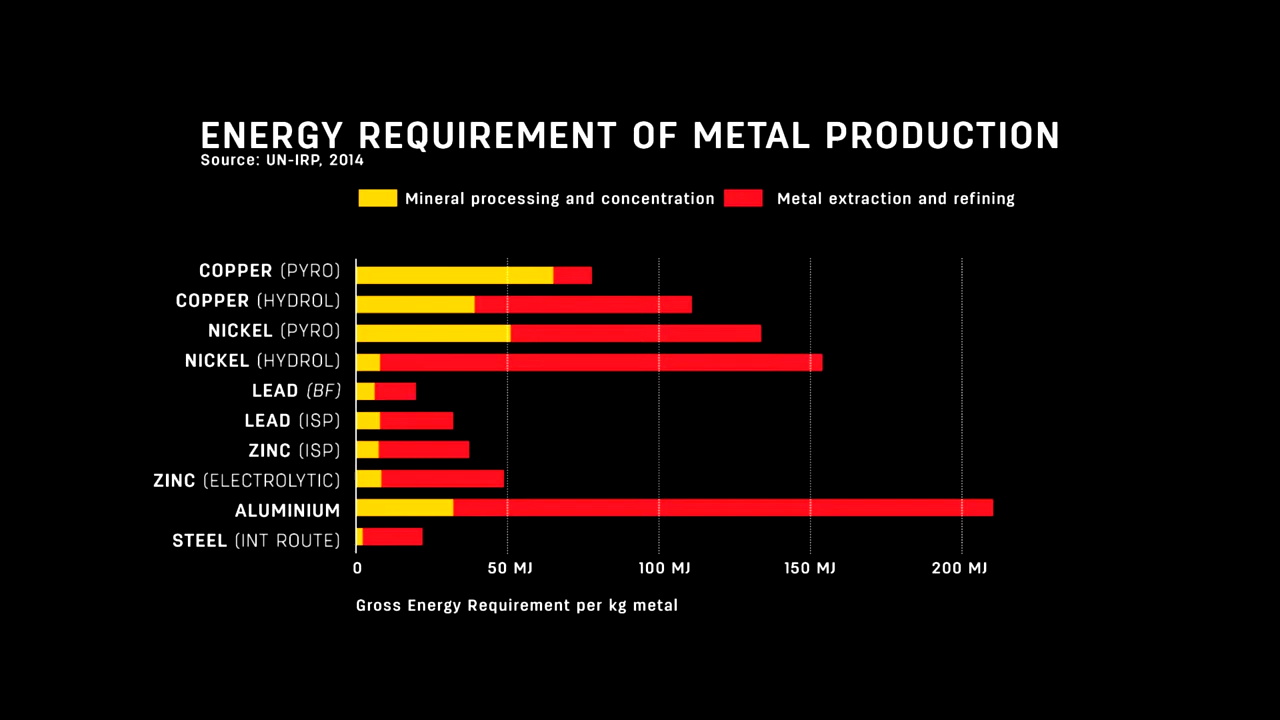 ENERGY REQUIREMENT OF METAL PRODUCTION
Source: UN-IRP, 2014
Mineral processing and concentration
Metal extraction and refining
COPPER (PYRO)
COPPER (HYDROL)
NICKEL (PYRO)
NICKEL (HYDROL)
LEAD (BF)
LEAD (ISP)
ZINC (ISP)
ZINC (ELECTROLYTIC)
ALUMINIUM
STEEL (INT ROUTE)
0 50 MJ 100 MJ 150 MJ 200 MJ
Gross Energy Requirement per kg metal